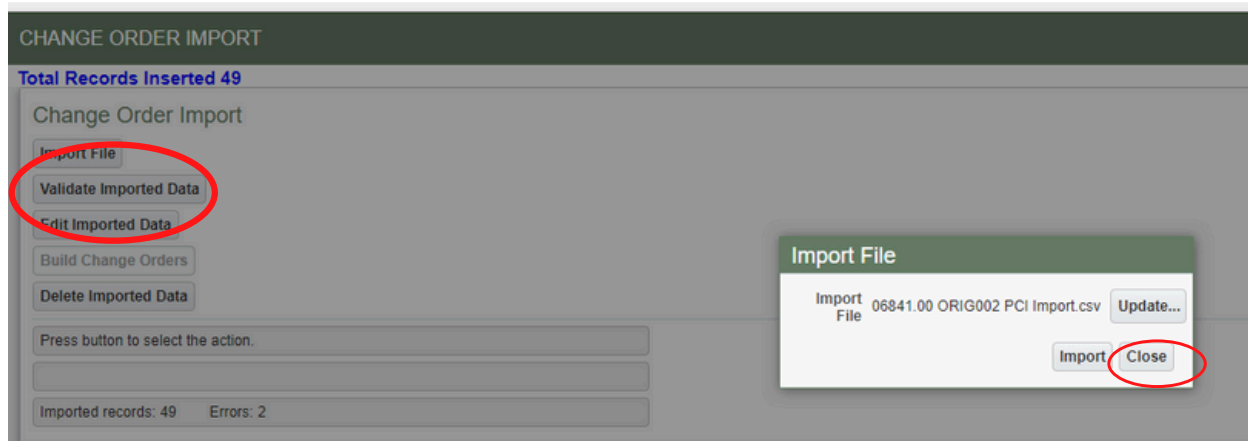 CHANGE ORDER IMPORT
Total Records Inserted 49
Change Order Import
Import File
Validate Imported Data
Edit Imported Data
Build Change Orders
Delete Imported Data
Press button to select the action.
Imported records: 49 Errors: 2
Import File
Import File 06841.00 ORIG002 PCI Import.csv Update...
Import Close